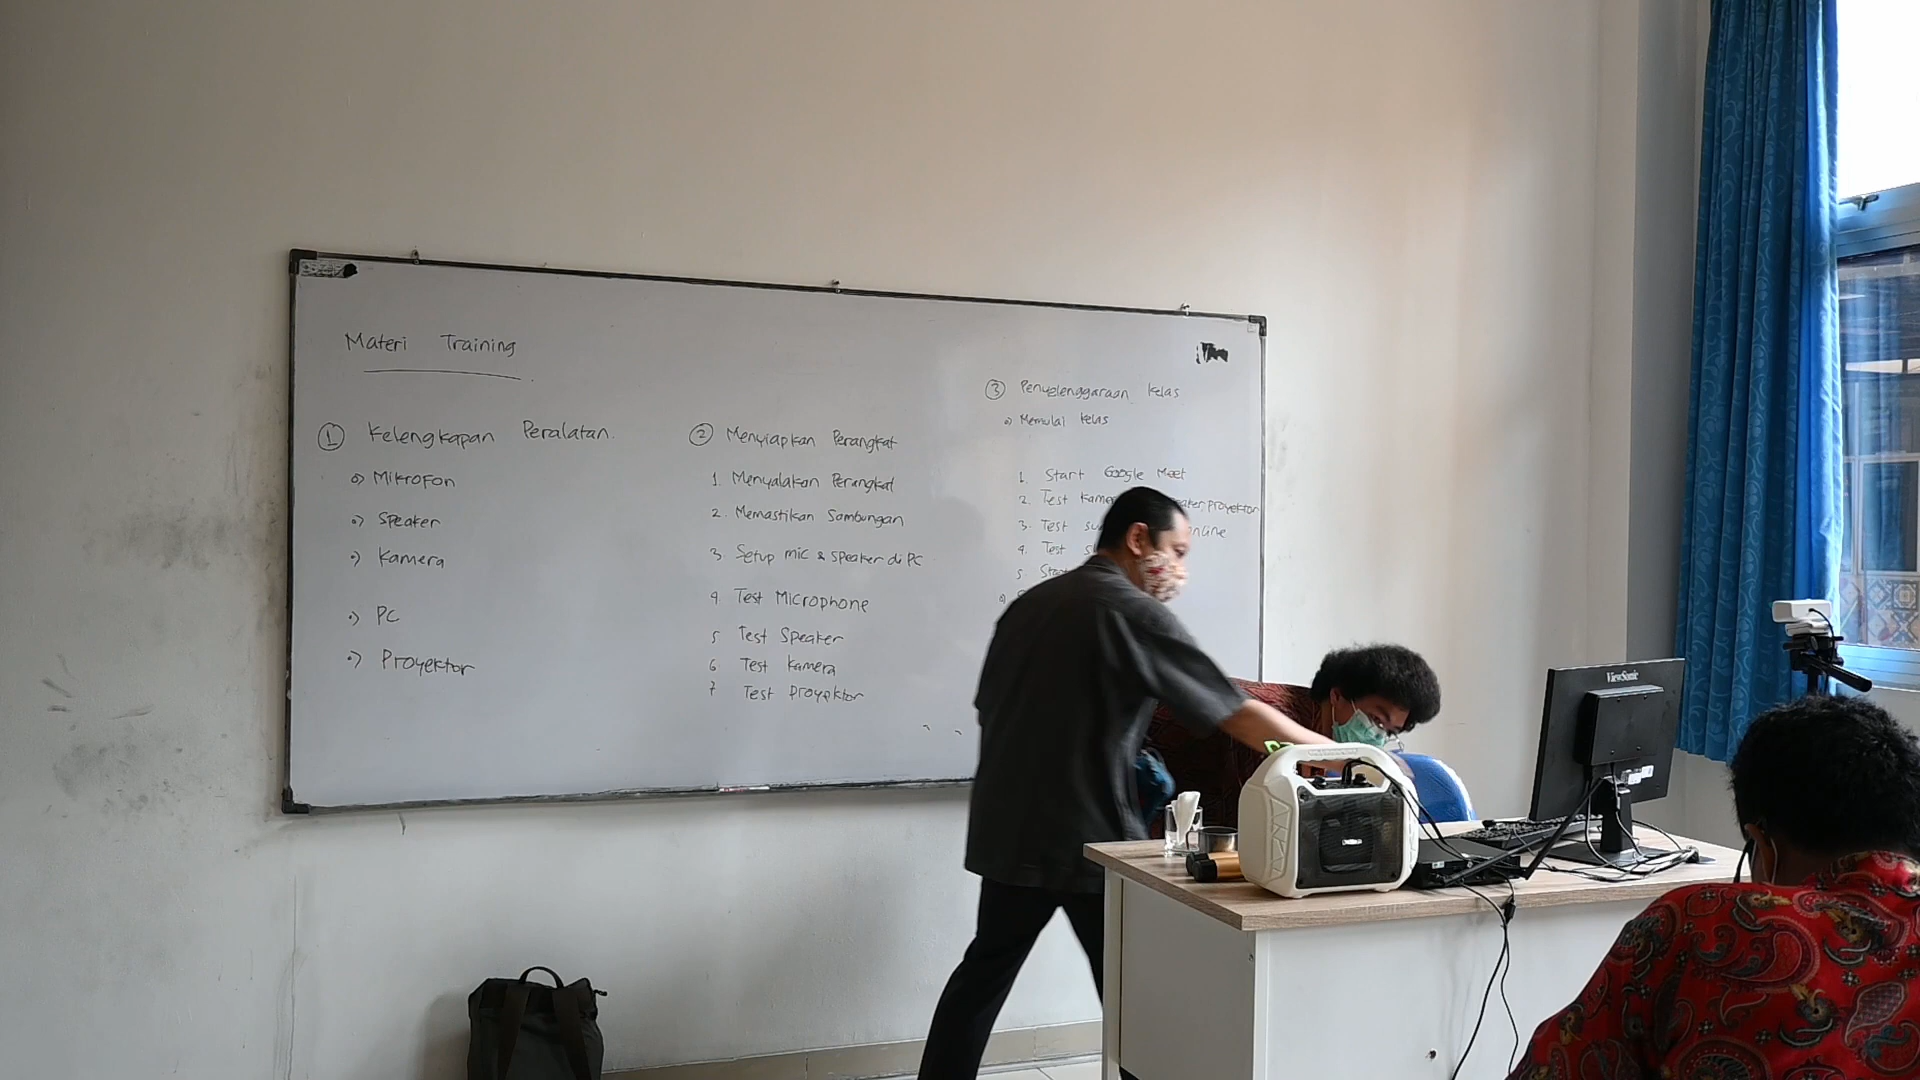 Materi Training
1 Kelengkapan Peralatan.
Mikrofon
Speaker
Kamera
PC
Proyektor
2 Menyiapkan Perangkat
1. Menyalakan Perangkat
2. Memastikan Sambungan
3. Setup mic & speaker di PC
4. Test Microphone
5 Test Speaker
6 Test Kamera
7 Test Proyektor
3 Penyelenggaraan Kelas
Memulai Kelas
1. Start Google Meet
2. Test Proyektor
3. Test
4. Test
5.
ViewSonic